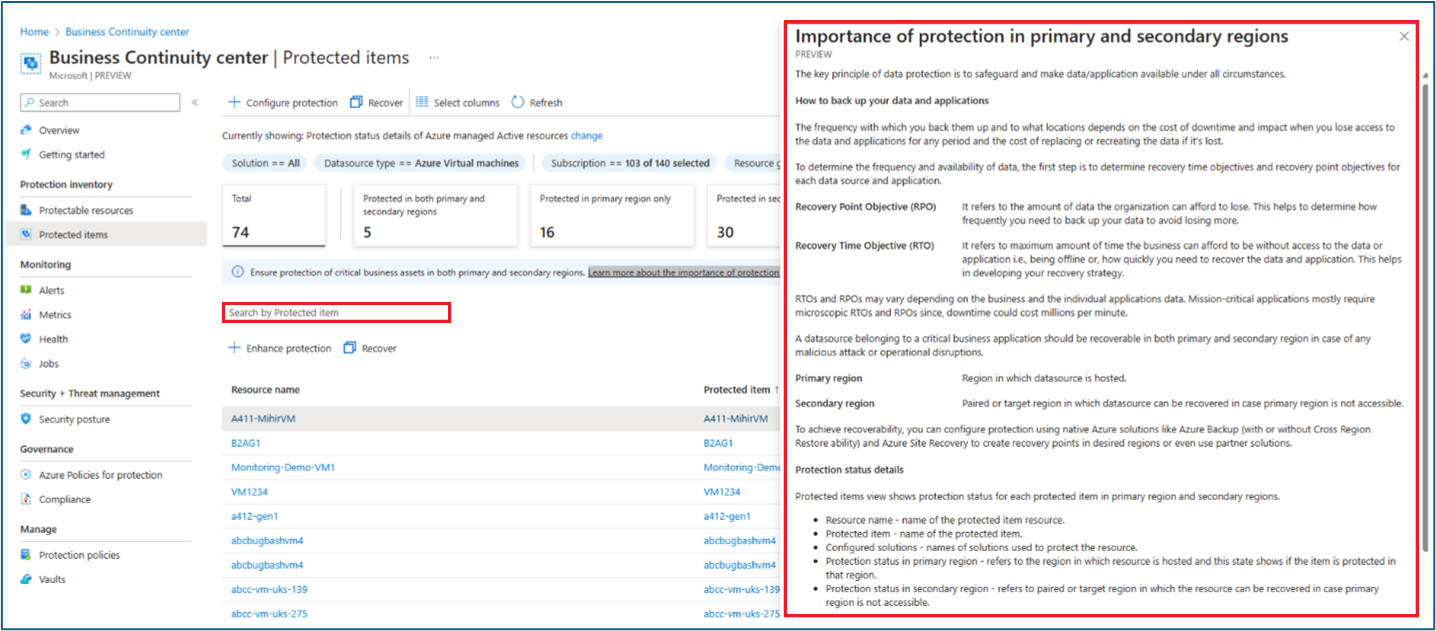 Home > Business Continuity center
Business Continuity center | Protected items ...
Microsoft | PREVIEW
Search «
Overview
Getting started
Protection inventory
Protectable resources
Protected items
Monitoring
Alerts
Metrics
Health
Jobs
Security + Threat management
Security posture
Governance
Azure Policies for protection
Compliance
Manage
Protection policies
Vaults
+ Configure protection Recover Select columns Refresh
Currently showing: Protection status details of Azure managed Active resources change
Solution == All Datasource type == Azure Virtual machines Subscription == 103 of 140 selected Resource g
Total
74
Protected in both primary and
secondary regions
5
Protected in primary region only
16
Protected in sec
30
Ensure protection of critical business assets in both primary and secondary regions. Learn more about the importance of protection
Search by Protected item
+ Enhance protection Recover
Resource name Protected item ↑
A411-MihirVM A411-MihirVM
B2AG1 B2AG1
Monitoring-Demo-VM1 Monitoring-Demo
VM1234 VM1234
a412-gen1 a412-gen1
abcbugbashvm4 abcbugbashvm4
abcbugbashvm4 abcbugbashvm4
abcc-vm-uks-139 abcc-vm-uks-139
abcc-vm-uks-275 abcc-vm-uks-275
Importance of protection in primary and secondary regions
PREVIEW
The key principle of data protection is to safeguard and make data/application available under all circumstances.
How to back up your data and applications
The frequency with which you back them up and to what locations depends on the cost of downtime and impact when you lose access to
the data and applications for any period and the cost of replacing or recreating the data if it's lost.
To determine the frequency and availability of data, the first step is to determine recovery time objectives and recovery point objectives for
each data source and application.
Recovery Point Objective (RPO) It refers to the amount of data the organization can afford to lose. This helps to determine how
frequently you need to back up your data to avoid losing more.
Recovery Time Objective (RTO) It refers to maximum amount of time the business can afford to be without access to the data or
application i.e., being offline or, how quickly you need to recover the data and application. This helps
in developing your recovery strategy.
RTOs and RPOs may vary depending on the business and the individual applications data. Mission-critical applications mostly require
microscopic RTOs and RPOs since, downtime could cost millions per minute.
A datasource belonging to a critical business application should be recoverable in both primary and secondary region in case of any
malicious attack or operational disruptions.
Primary region Region in which datasource is hosted.
Secondary region Paired or target region in which datasource can be recovered in case primary region is not accessible.
To achieve recoverability, you can configure protection using native Azure solutions like Azure Backup (with or without Cross Region
Restore ability) and Azure Site Recovery to create recovery points in desired regions or even use partner solutions.
Protection status details
Protected items view shows protection status for each protected item in primary region and secondary regions.
• Resource name - name of the protected item resource.
• Protected item - name of the protected item.
• Configured solutions - names of solutions used to protect the resource.
• Protection status in primary region - refers to the region in which resource is hosted and this state shows if the item is protected in
that region.
• Protection status in secondary region - refers to paired or target region in which the resource can be recovered in case primary
region is not accessible.